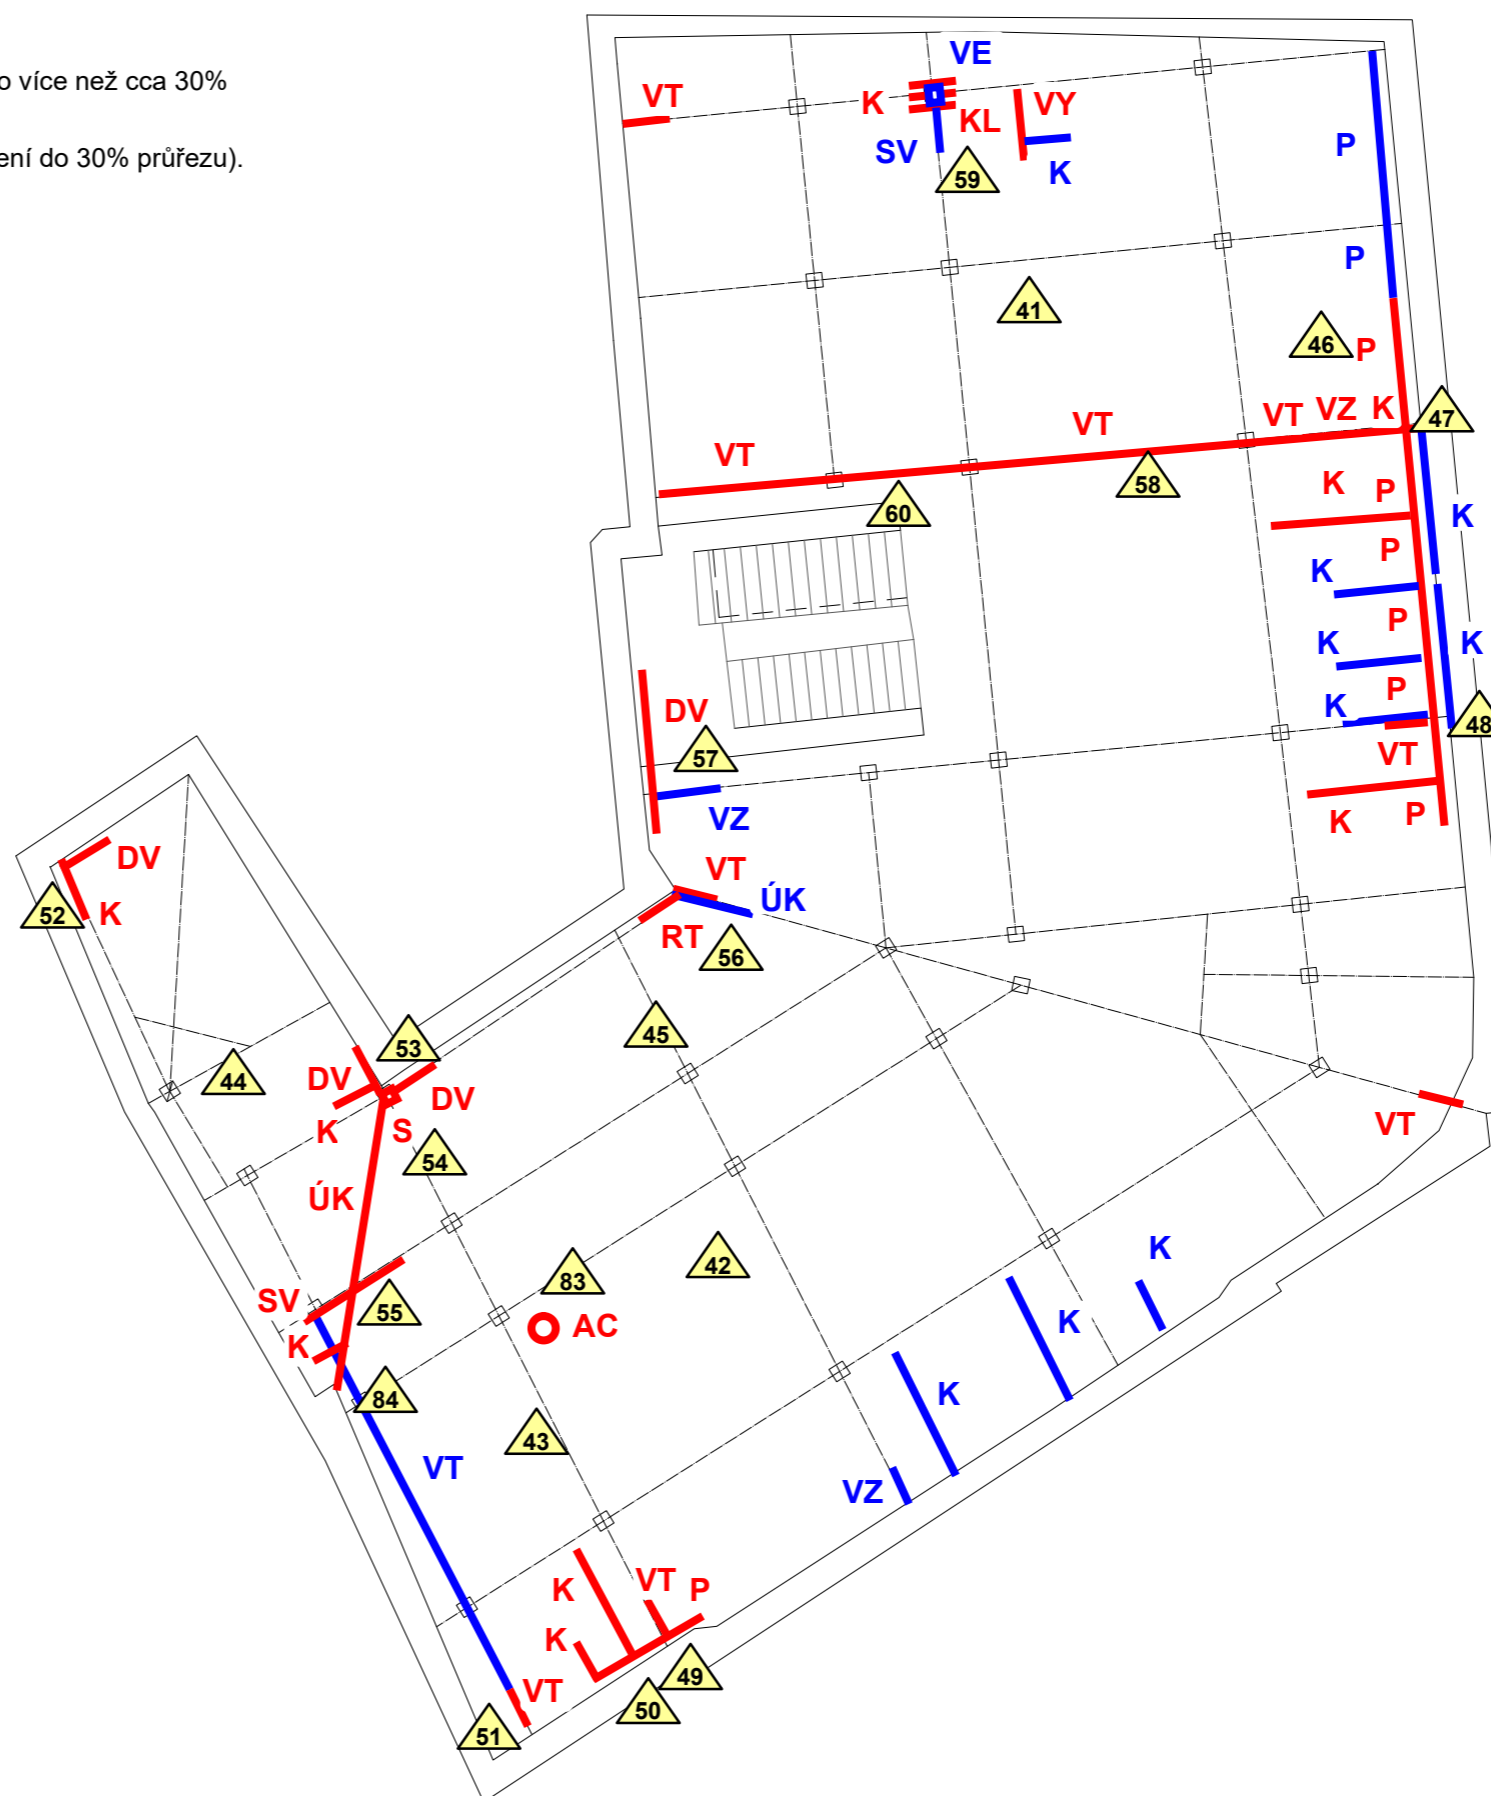 o více než cca 30%
ení do 30% průřezu).
VE
VT
K
KL
VY
SV
K
59
P
P
41
46
P
VT
VT
VT
VZ
K
47
60
58
K
P
K
P
K
P
K
K
P
K
48
VT
K
P
DV
57
VZ
VT
ÚK
RT
56
DV
K
52
53
45
44
DV
DV
K
S
54
ÚK
VT
83
42
SV
55
AC
K
K
K
84
K
43
VT
VZ
K
VT
P
K
49
VT
50
51